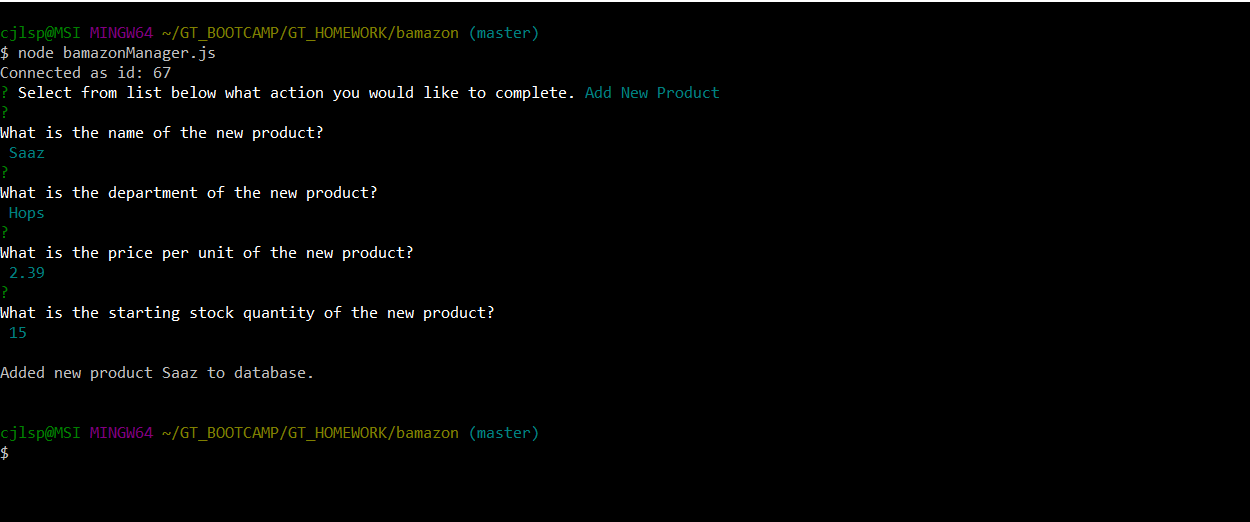 cjlsp@MSI MINGW64 ~/GT_BOOTCAMP/GT_HOMEWORK/bamazon (master)
$ node bamazonManager.js
Connected as id: 67
? Select from list below what action you would like to complete. Add New Product
?
What is the name of the new product?
Saaz
?
What is the department of the new product?
Hops
?
What is the price per unit of the new product?
2.39
?
What is the starting stock quantity of the new product?
15
Added new product Saaz to database.
cjlsp@MSI MINGW64 ~/GT_BOOTCAMP/GT_HOMEWORK/bamazon (master)
$